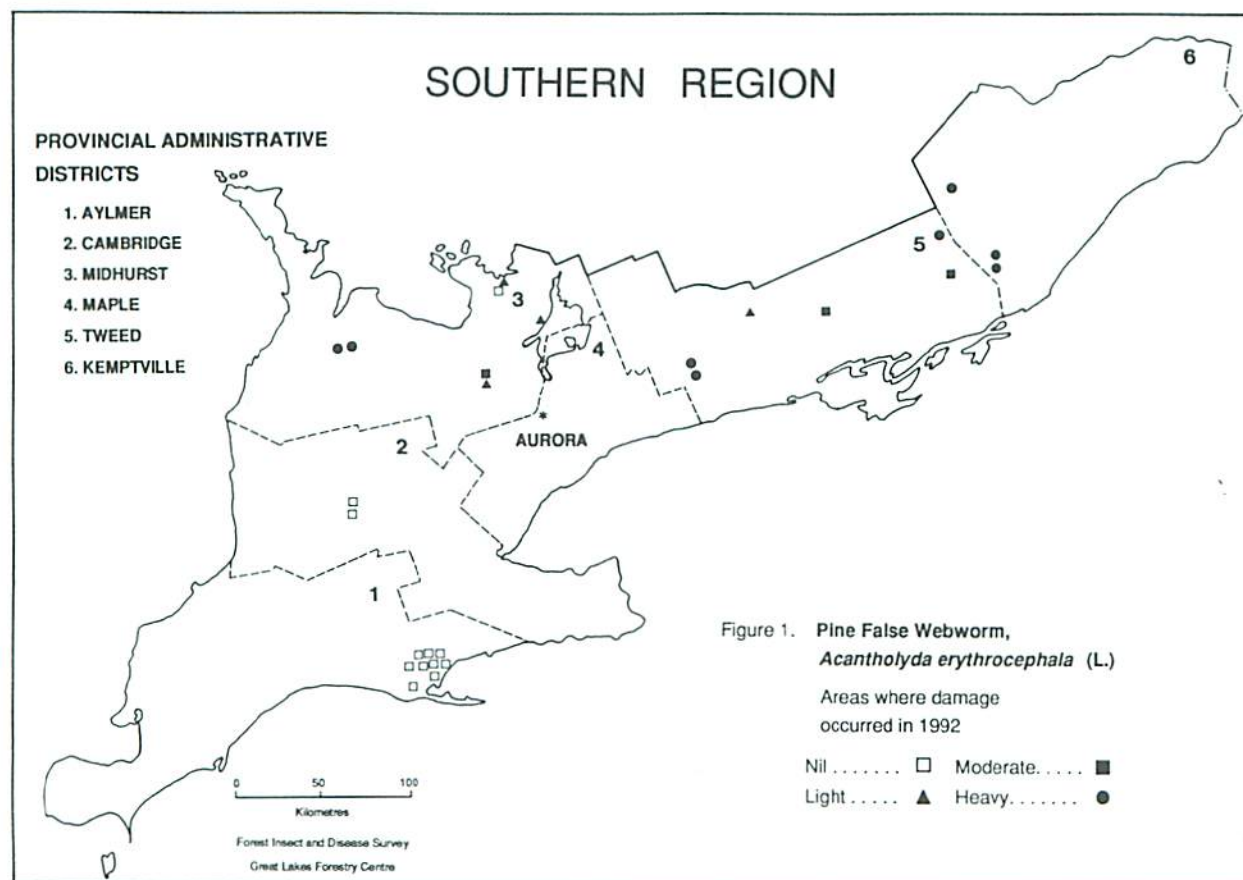 SOUTHERN REGION
PROVINCIAL ADMINISTRATIVE
DISTRICTS
1. AYLMER
2. CAMBRIDGE
3. MIDHURST
4. MAPLE
5. TWEED
6. KEMPTVILLE
6
5
3
4
AURORA
2
1
Figure 1. Pine False Webworm,
Acantholyda erythrocephala (L.)
Areas where damage
occurred in 1992
Nil ....... Moderate.....
Light ..... Heavy.......
0 50 100
Kilometres
Forest Insect and Disease Survey
Great Lakes Forestry Centre